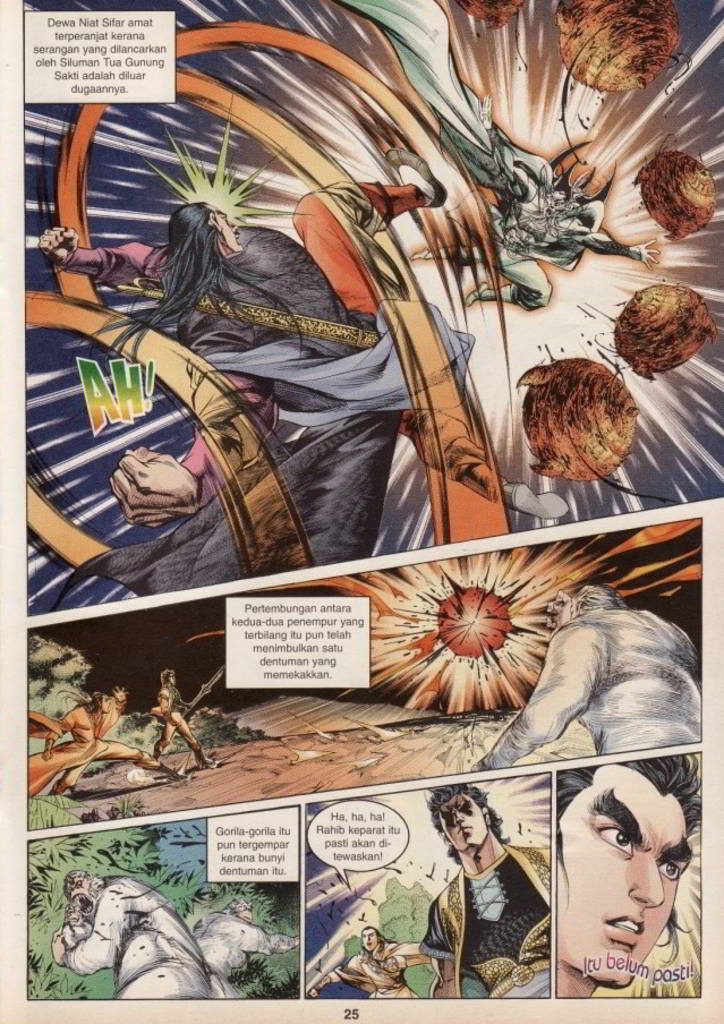 Dewa Niat Sifar amat
terperanjat kerana
serangan yang dilancarkan
oleh Siluman Tua Gunung
Sakti adalah diluar
dugaannya.
AH!
Pertembungan antara
kedua-dua penempur yang
terbilang itu pun telah
menimbulkan satu
dentuman yang
memekakkan.
Gorila-gorila itu
pun tergempar
kerana bunyi
dentuman itu.
Ha, ha, ha!
Rahib keparat itu
pasti akan di-
tewaskan!
Itu belum pasti!
25